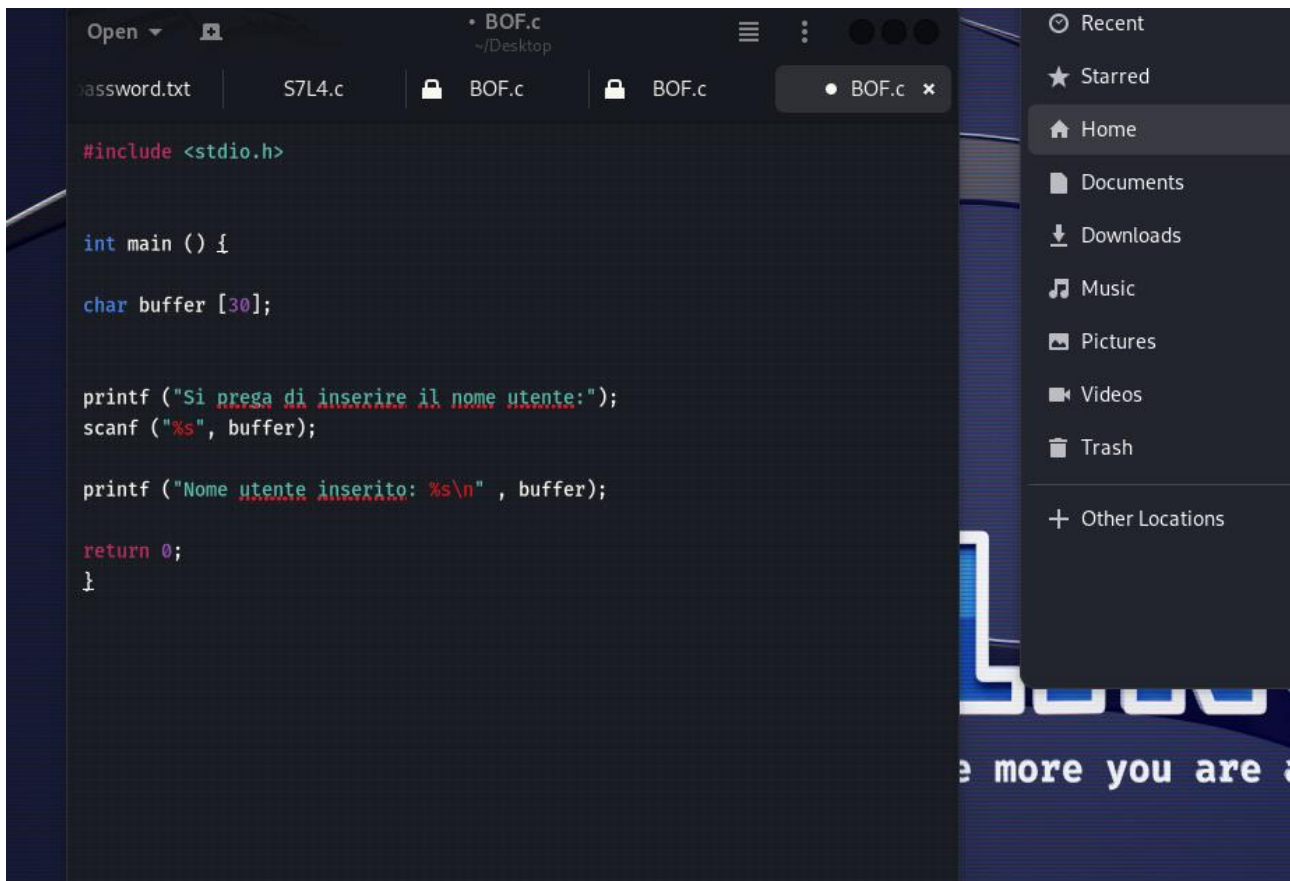 Open
• BOF.c
~/Desktop
password.txt
S7L4.c
BOF.c
BOF.c
• BOF.c ×
#include <stdio.h>
int main () {
char buffer [30];
printf ("Si prega di inserire il nome utente:");
scanf ("%s", buffer);
printf ("Nome utente inserito: %s\n" , buffer);
return 0;
}
Recent
Starred
Home
Documents
Downloads
Music
Pictures
Videos
Trash
+ Other Locations
more you are